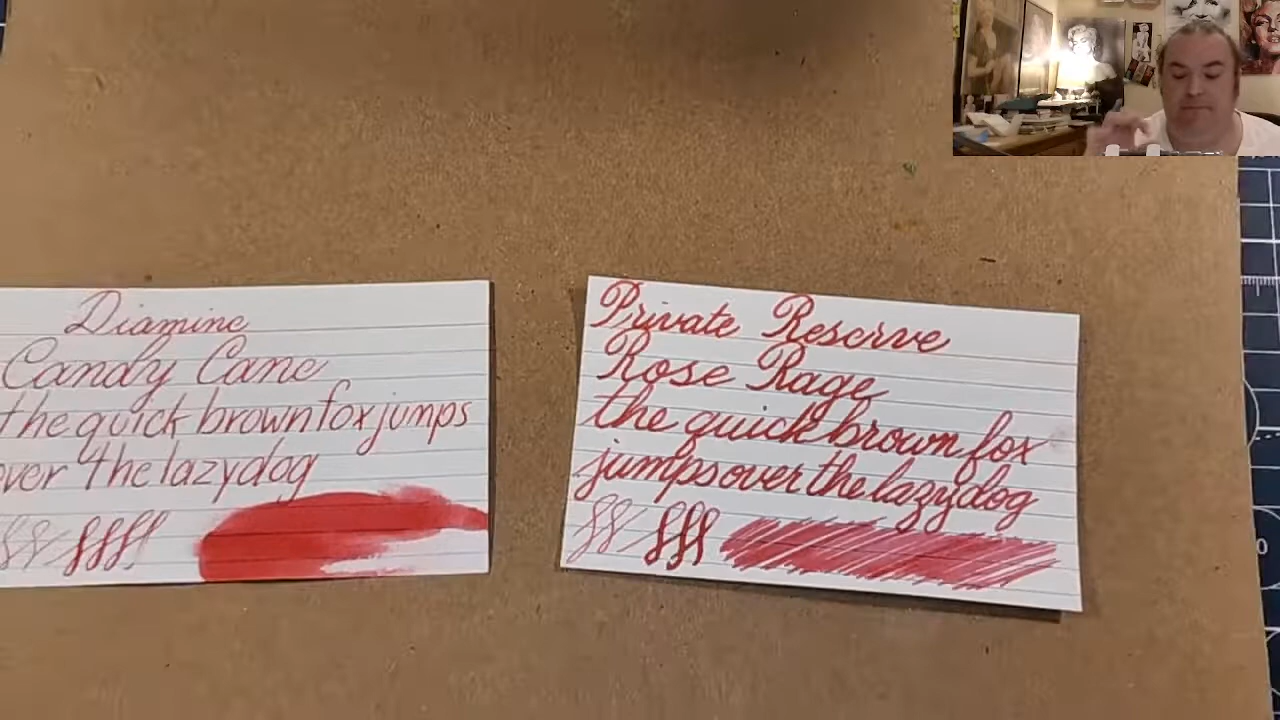 Diamine
Candy Cane
the quick brown fox jumps
over the lazy dog
Private Reserve
Rose Rage
the quick brown fox
jumps over the lazy dog